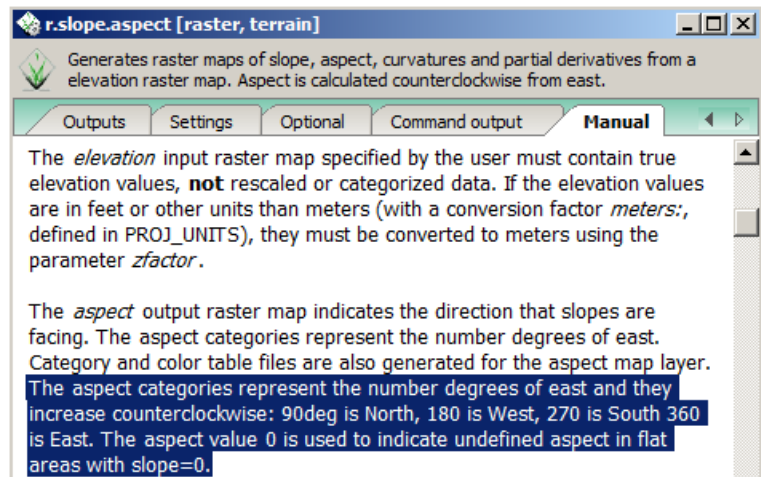 r.slope.aspect [raster, terrain]
Generates raster maps of slope, aspect, curvatures and partial derivatives from a
elevation raster map. Aspect is calculated counterclockwise from east.
Outputs Settings Optional Command output Manual
The elevation input raster map specified by the user must contain true
elevation values, not rescaled or categorized data. If the elevation values
are in feet or other units than meters (with a conversion factor meters:,
defined in PROJ_UNITS), they must be converted to meters using the
parameter zfactor.
The aspect output raster map indicates the direction that slopes are
facing. The aspect categories represent the number degrees of east.
Category and color table files are also generated for the aspect map layer.
The aspect categories represent the number degrees of east and they
increase counterclockwise: 90deg is North, 180 is West, 270 is South 360
is East. The aspect value 0 is used to indicate undefined aspect in flat
areas with slope=0.